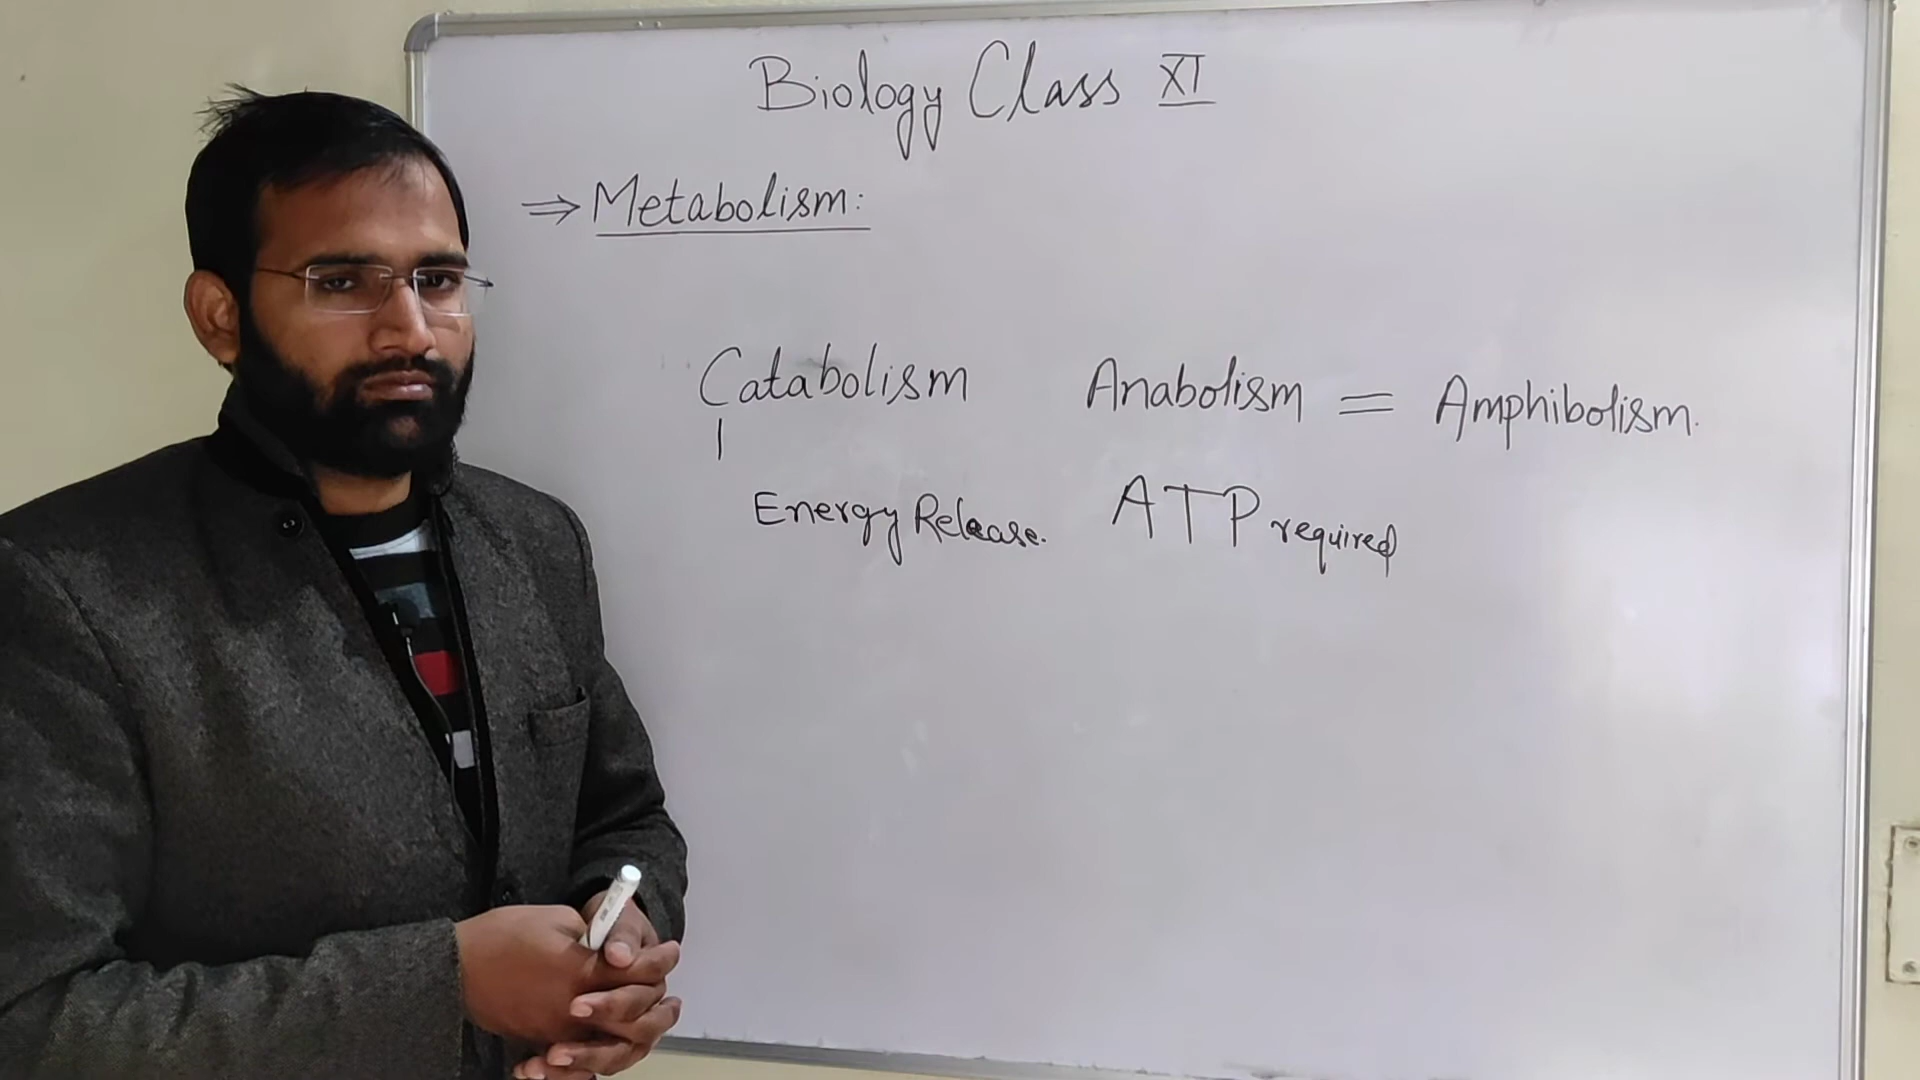 Biology Class XI
⇒ Metabolism:
Catabolism Anabolism = Amphibolism.
Energy Release. ATP required